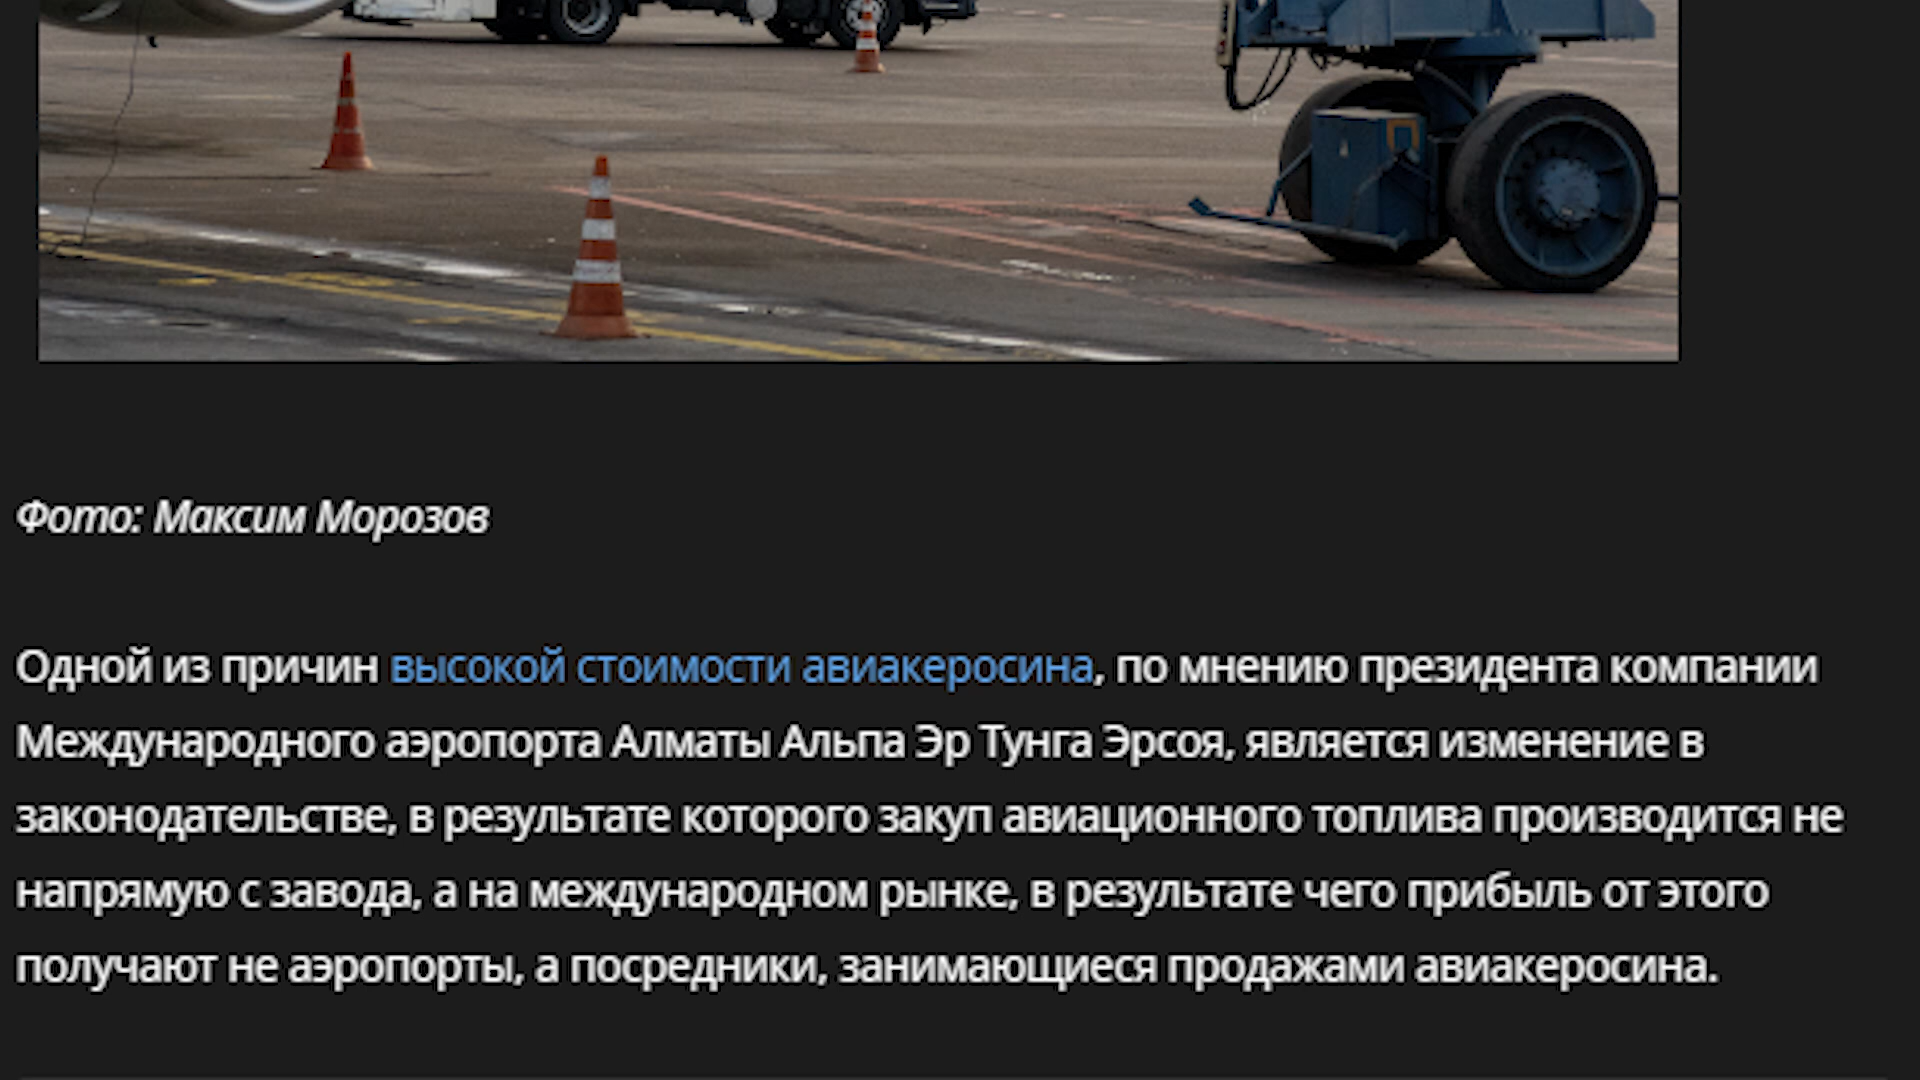 Фото: Максим Морозов
Одной из причин высокой стоимости авиакеросина, по мнению президента компании
Международного аэропорта Алматы Альпа Эр Тунга Эрсоя, является изменение в
законодательстве, в результате которого закуп авиационного топлива производится не
напрямую с завода, а на международном рынке, в результате чего прибыль от этого
получают не аэропорты, а посредники, занимающиеся продажами авиакеросина.